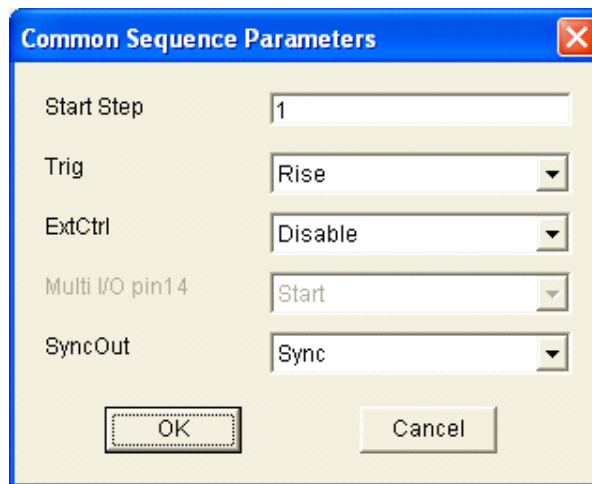 Common Sequence Parameters
Start Step 1
Trig Rise
ExtCtrl Disable
Multi I/O pin14 Start
SyncOut Sync
OK Cancel